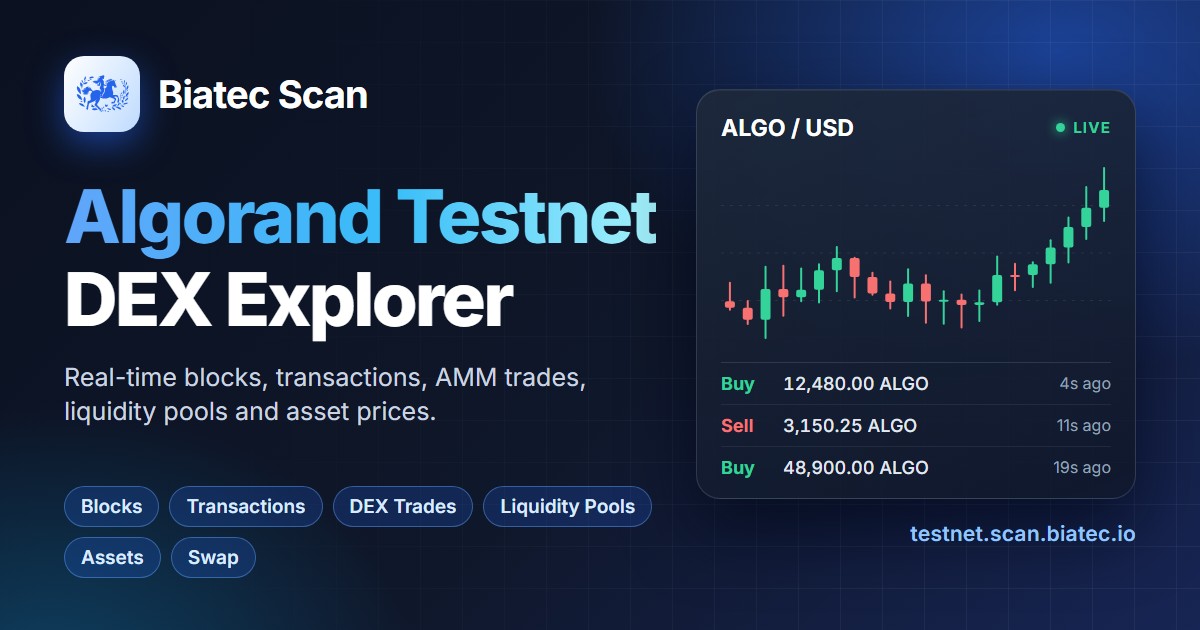 Biatec Scan
Algorand Testnet
DEX Explorer
Real-time blocks, transactions, AMM trades,
liquidity pools and asset prices.
Blocks
Transactions
DEX Trades
Liquidity Pools
Assets
Swap
ALGO / USD
LIVE
Buy 12,480.00 ALGO 4s ago
Sell 3,150.25 ALGO 11s ago
Buy 48,900.00 ALGO 19s ago
testnet.scan.biatec.io